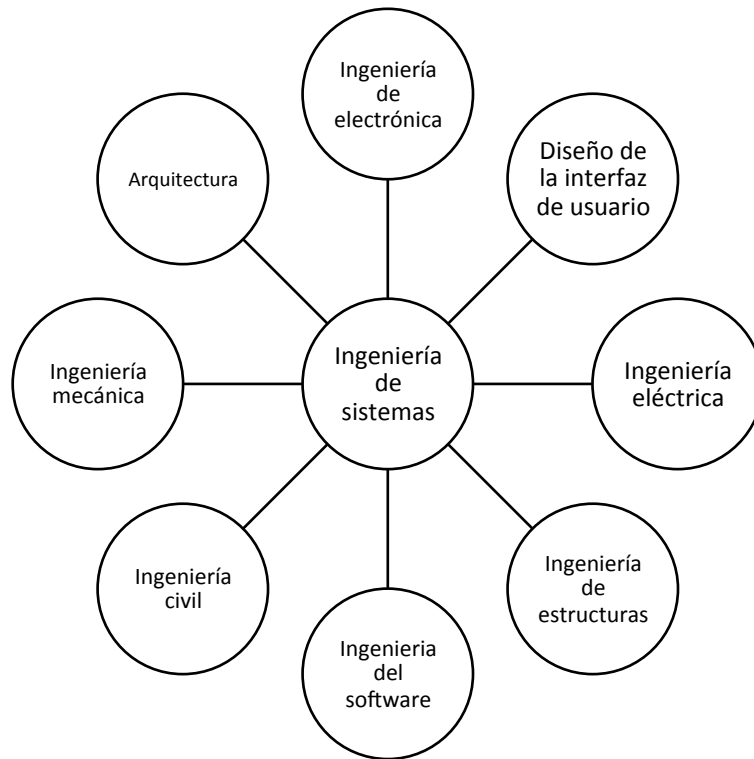 Ingeniería
de
electrónica
Diseño de
la interfaz
de usuario
Arquitectura
Ingeniería
de
sistemas
Ingeniería
mecánica
Ingeniería
eléctrica
Ingeniería
civil
Ingeniería
de
estructuras
Ingenieria
del
software